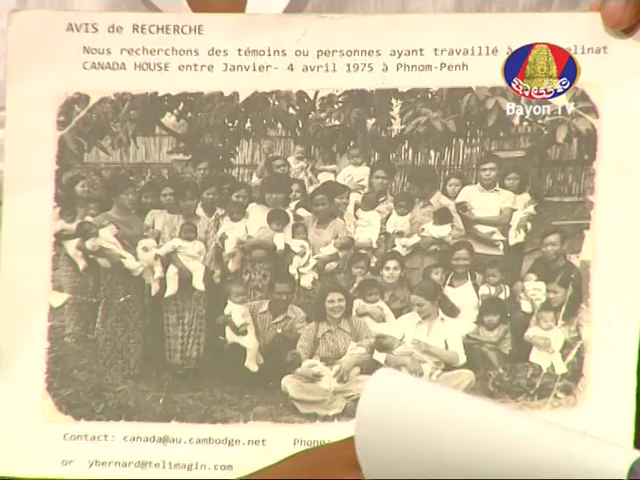 AVIS de RECHERCHE
Nous recherchons des témoins ou personnes ayant travaillé à
CANADA HOUSE entre Janvier- 4 avril 1975 à Phnom-Penh
Bayon TV
Contact: canada@au.cambodge.net Phone:
or ybernard@telimagin.com